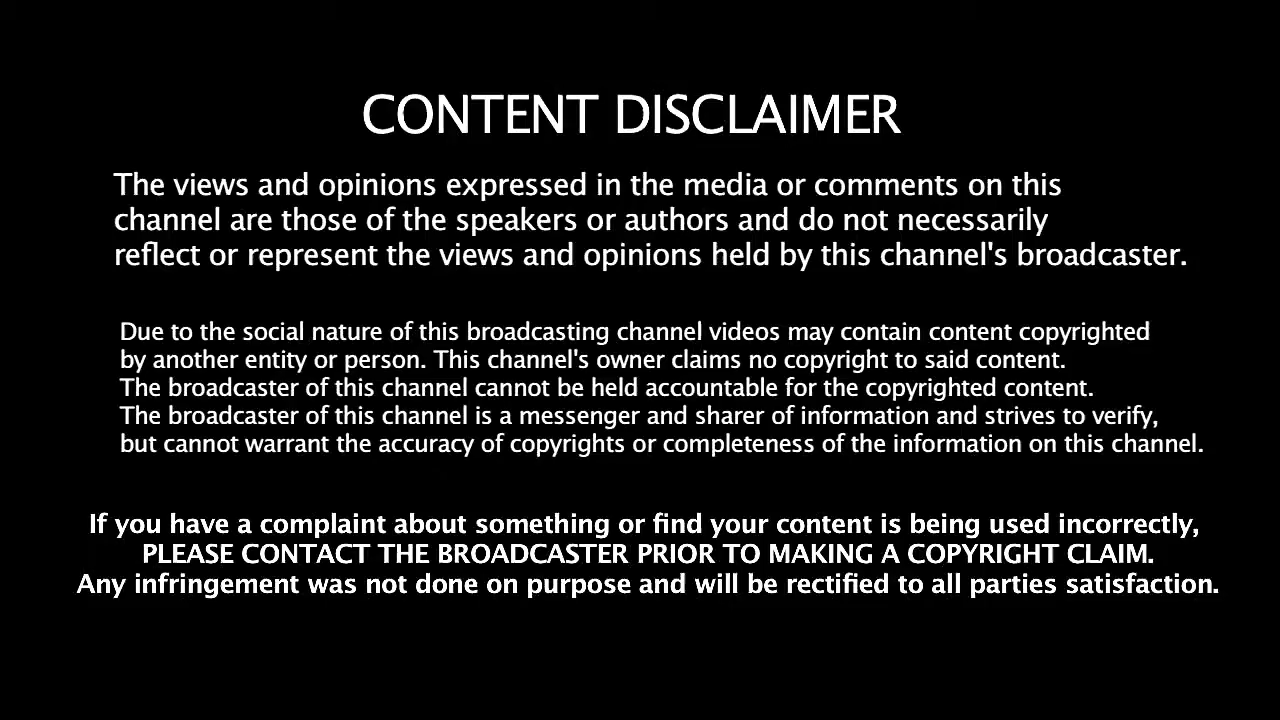 CONTENT DISCLAIMER
The views and opinions expressed in the media or comments on this
channel are those of the speakers or authors and do not necessarily
reflect or represent the views and opinions held by this channel's broadcaster.
Due to the social nature of this broadcasting channel videos may contain content copyrighted
by another entity or person. This channel's owner claims no copyright to said content.
The broadcaster of this channel cannot be held accountable for the copyrighted content.
The broadcaster of this channel is a messenger and sharer of information and strives to verify,
but cannot warrant the accuracy of copyrights or completeness of the information on this channel.
If you have a complaint about something or find your content is being used incorrectly,
PLEASE CONTACT THE BROADCASTER PRIOR TO MAKING A COPYRIGHT CLAIM.
Any infringement was not done on purpose and will be rectified to all parties satisfaction.